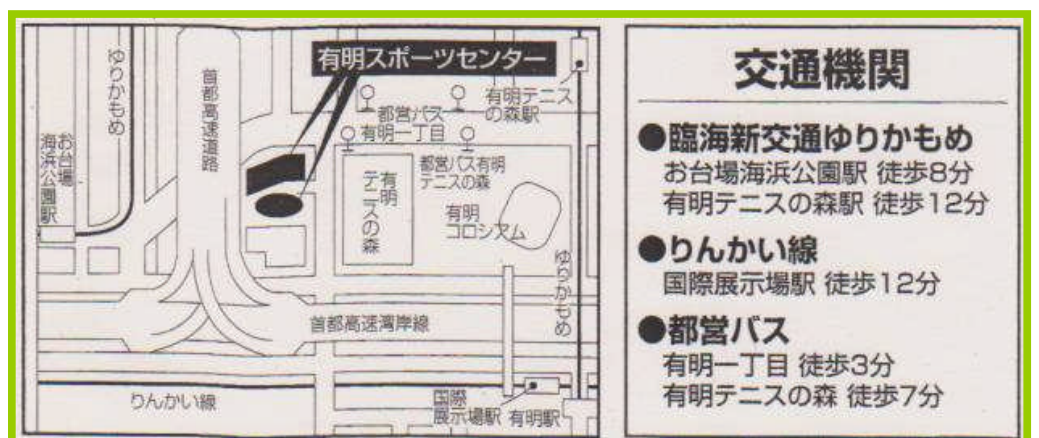 有明スポーツセンター
ゆりかもめ
首都高速道路
お台場
海浜公園駅
有明テニス
の森駅
都営バス
有明一丁目
都営バス有明
テニスの森
有明
テニスの森
有明
コロシアム
ゆりかもめ
首都高速湾岸線
りんかい線
国際
展示場駅
有明駅
交通機関
●臨海新交通ゆりかもめ
お台場海浜公園駅 徒歩8分
有明テニスの森駅 徒歩12分
●りんかい線
国際展示場駅 徒歩12分
●都営バス
有明一丁目 徒歩3分
有明テニスの森 徒歩7分